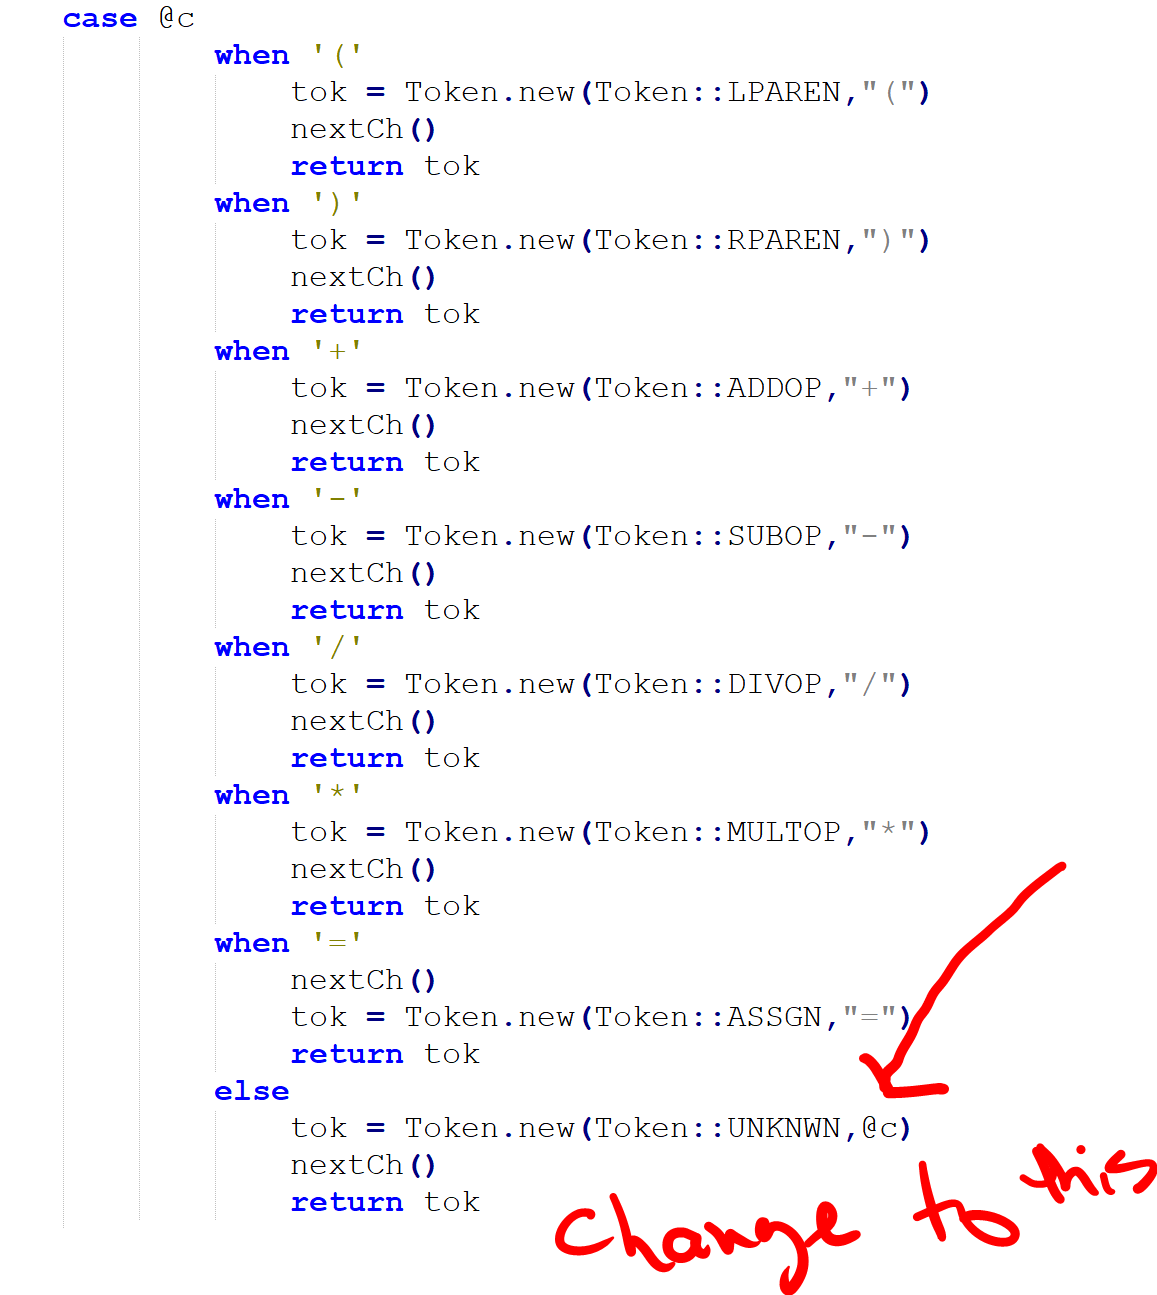 case @c
when '('
tok = Token.new(Token::LPAREN,"(")
nextCh()
return tok
when ')'
tok = Token.new(Token::RPAREN,")")
nextCh()
return tok
when '+'
tok = Token.new(Token::ADDOP,"+")
nextCh()
return tok
when '-'
tok = Token.new(Token::SUBOP,"-")
nextCh()
return tok
when '/'
tok = Token.new(Token::DIVOP,"/")
nextCh()
return tok
when '*'
tok = Token.new(Token::MULTOP,"*")
nextCh()
return tok
when '='
nextCh()
tok = Token.new(Token::ASSGN,"=")
return tok
else
tok = Token.new(Token::UNKNWN,@c)
nextCh()
return tok
change to this